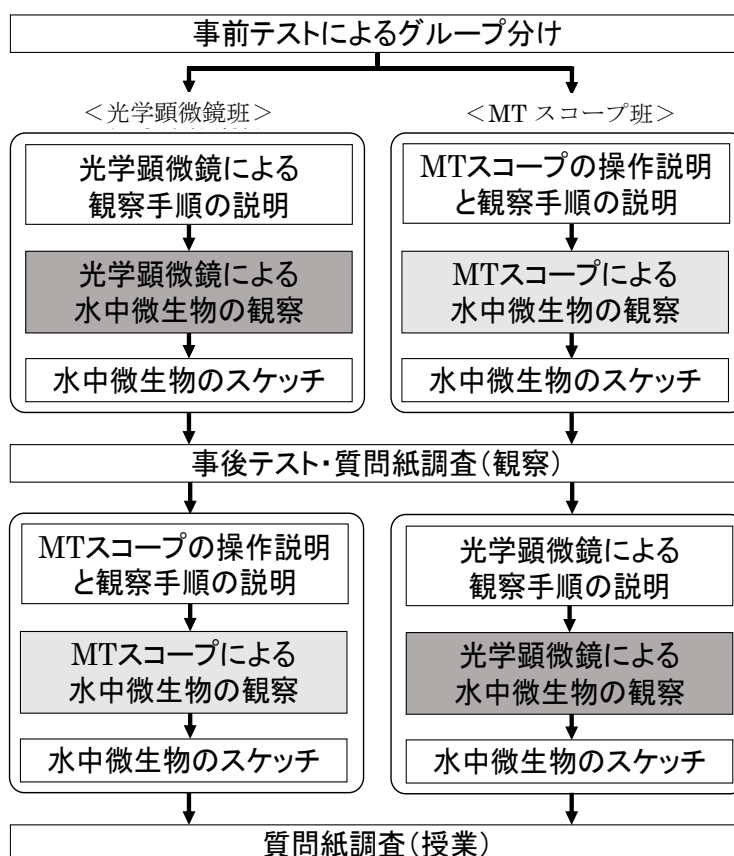 事前テストによるグループ分け
＜光学顕微鏡班＞
光学顕微鏡による
観察手順の説明
光学顕微鏡による
水中微生物の観察
水中微生物のスケッチ
＜MT スコープ班＞
MTスコープの操作説明
と観察手順の説明
MTスコープによる
水中微生物の観察
水中微生物のスケッチ
事後テスト・質問紙調査(観察)
MTスコープの操作説明
と観察手順の説明
MTスコープによる
水中微生物の観察
水中微生物のスケッチ
光学顕微鏡による
観察手順の説明
光学顕微鏡による
水中微生物の観察
水中微生物のスケッチ
質問紙調査(授業)